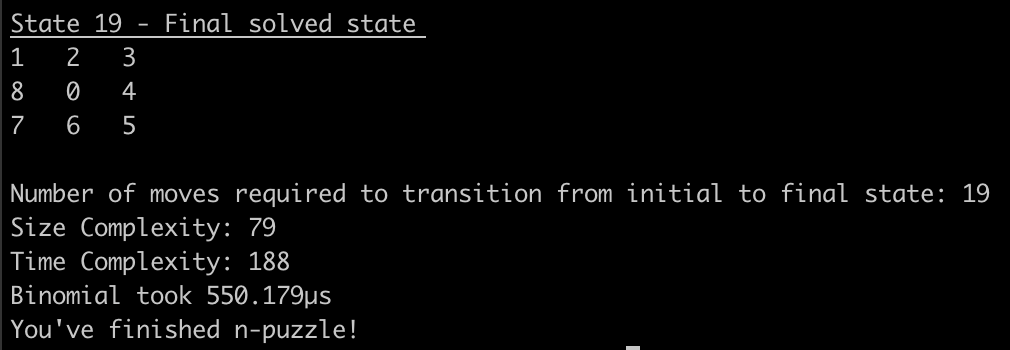 State 19 - Final solved state
1 2 3
8 0 4
7 6 5
Number of moves required to transition from initial to final state: 19
Size Complexity: 79
Time Complexity: 188
Binomial took 550.179µs
You've finished n-puzzle!